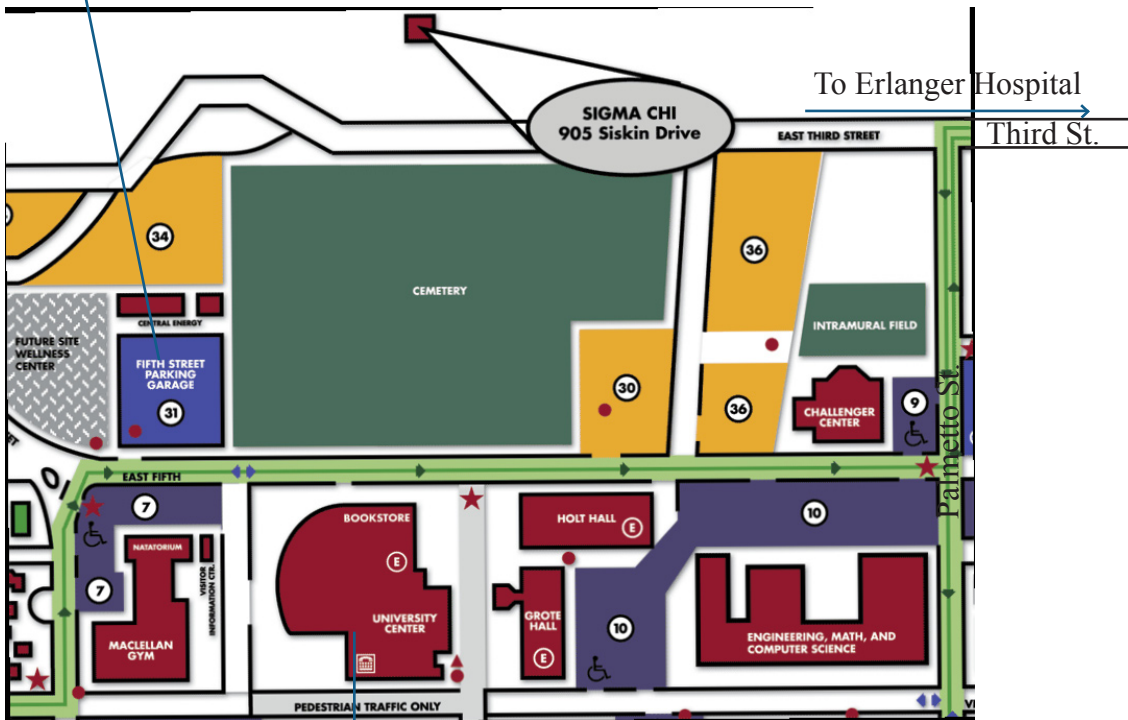 To Erlanger Hospital
SIGMA CHI
905 Siskin Drive
EAST THIRD STREET
Third St.
34
36
CEMETERY
INTRAMURAL FIELD
CENTRAL ENERGY
FUTURE SITE
WELLNESS
CENTER
FIFTH STREET
PARKING
GARAGE
31
30
36
CHALLENGER
CENTER
9
Palmetto St.
EAST FIFTH
7
BOOKSTORE
E
HOLT HALL
E
10
NATATORIUM
VISITOR
INFORMATION CTR.
7
MACLELLAN
GYM
UNIVERSITY
CENTER
GROTE
HALL
E
10
ENGINEERING, MATH, AND
COMPUTER SCIENCE
PEDESTRIAN TRAFFIC ONLY